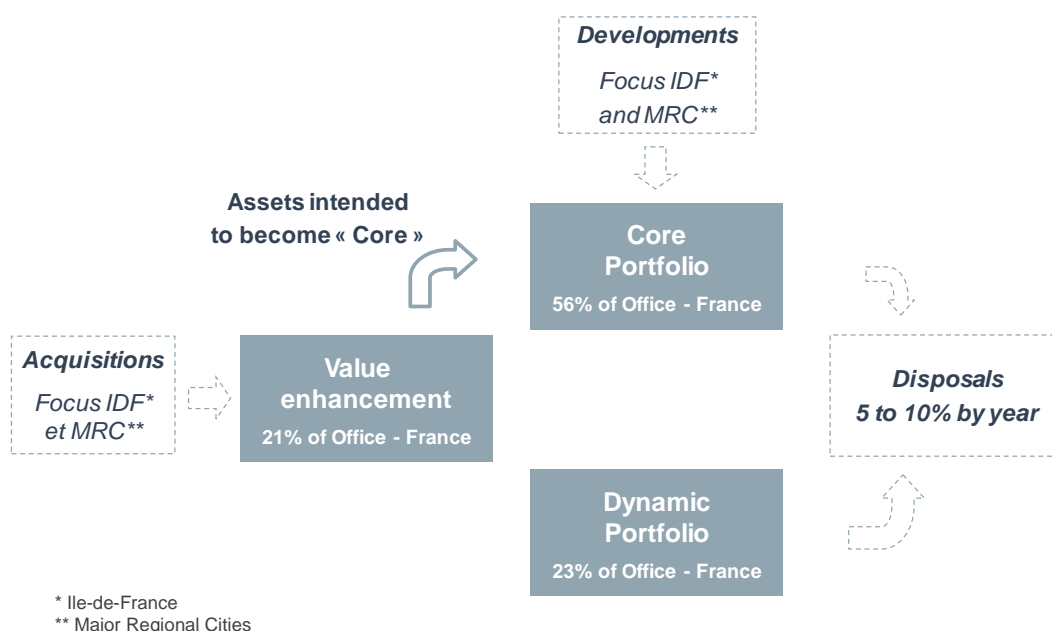 Developments
Focus IDF*
and MRC**
Assets intended
to become « Core »
Core
Portfolio
56% of Office - France
Acquisitions
Focus IDF*
et MRC**
Value
enhancement
21% of Office - France
Disposals
5 to 10% by year
Dynamic
Portfolio
23% of Office - France
* Ile-de-France
** Major Regional Cities